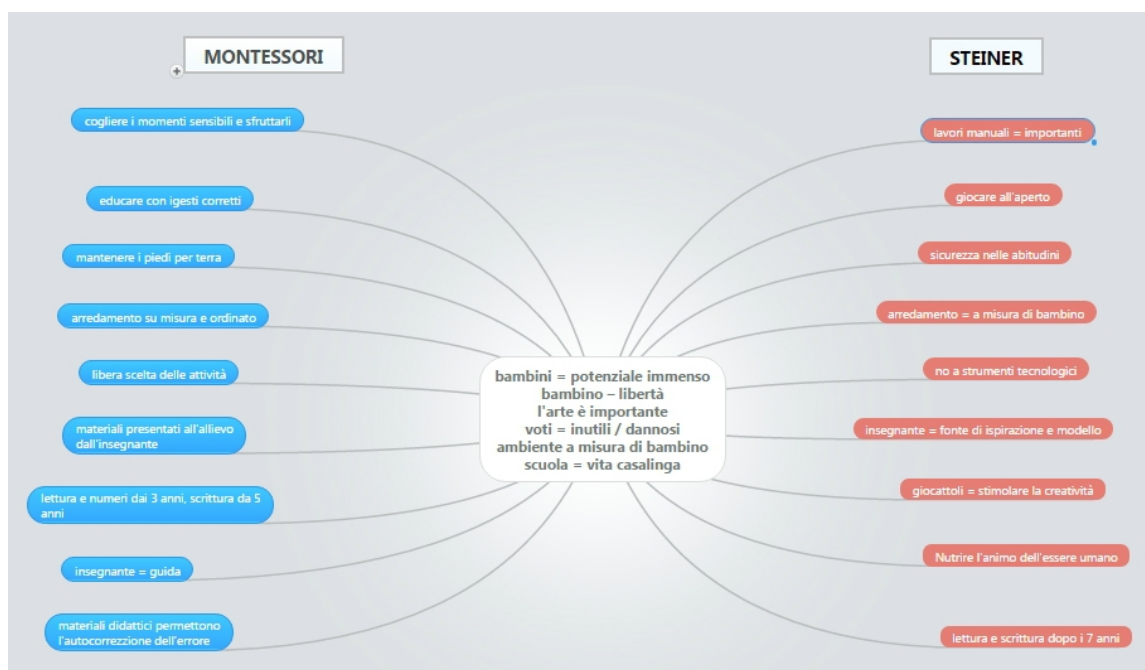 MONTESSORI
cogliere i momenti sensibili e sfruttarli
educare con igesti corretti
mantenere i piedi per terra
arredamento su misura e ordinato
libera scelta delle attività
materiali presentati all'allievo
dall'insegnante
lettura e numeri dai 3 anni, scrittura da 5
anni
insegnante = guida
materiali didattici permettono
l'autocorrezzione dell'errore
bambini = potenziale immenso
bambino – libertà
l'arte è importante
voti = inutili / dannosi
ambiente a misura di bambino
scuola = vita casalinga
STEINER
lavori manuali = importanti
giocare all'aperto
sicurezza nelle abitudini
arredamento = a misura di bambino
no a strumenti tecnologici
insegnante = fonte di ispirazione e modello
giocattoli = stimolare la creatività
Nutrire l'animo dell'essere umano
lettura e scrittura dopo i 7 anni